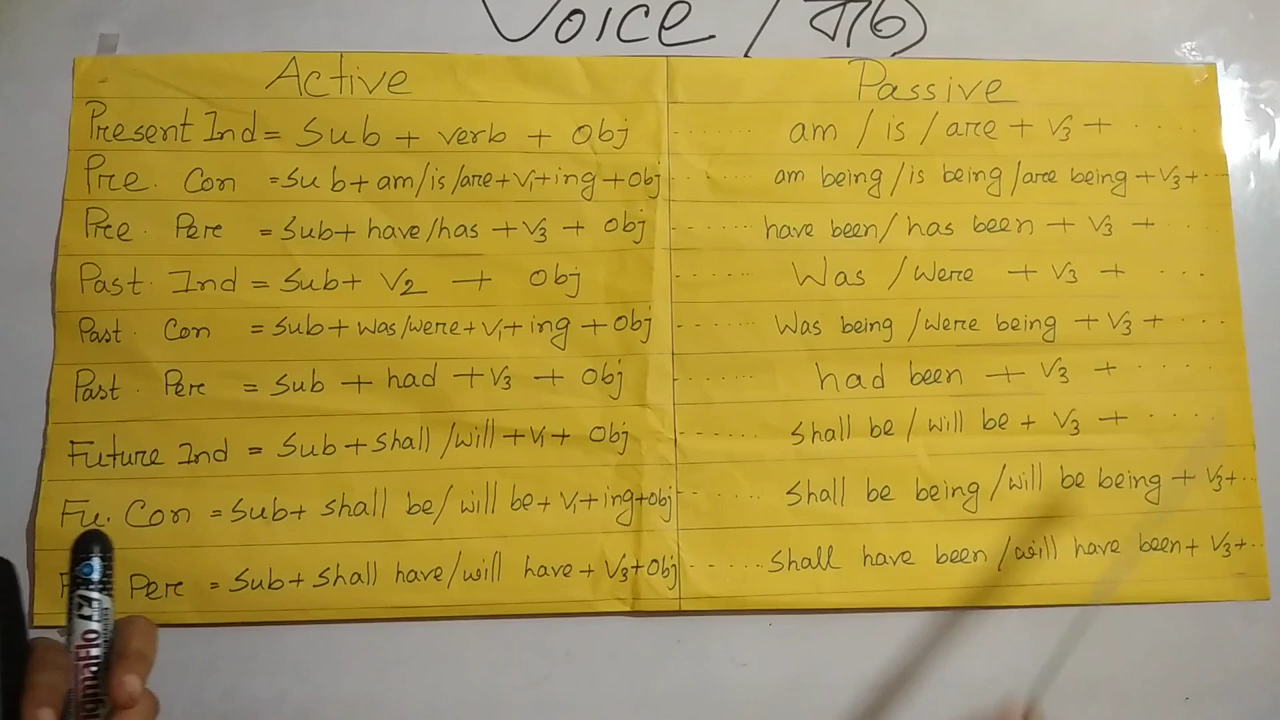 Voice / বাচ্য
Active Passive
Present Ind = Sub + verb + Obj ........ am / is / are + V3 + ....
Pre. Con = Sub + am/is/are + V1 + ing + Obj ........ am being / is being / are being + V3 + ...
Pre. Per = Sub + have/has + V3 + Obj ........ have been / has been + V3 + ...
Past. Ind = Sub + V2 + Obj ........ Was / Were + V3 + ...
Past. Con = Sub + was/were + V1 + ing + Obj ........ Was being / Were being + V3 + ....
Past. Per = Sub + had + V3 + Obj ........ had been + V3 + ....
Future Ind = Sub + Shall / will + V1 + Obj ........ Shall be / will be + V3 + ....
Fu. Con = Sub + shall be / will be + V1 + ing + obj ........ Shall be being / will be being + V3 + ...
Per = Sub + Shall have / will have + V3 + Obj ........ Shall have been / will have been + V3 + ...